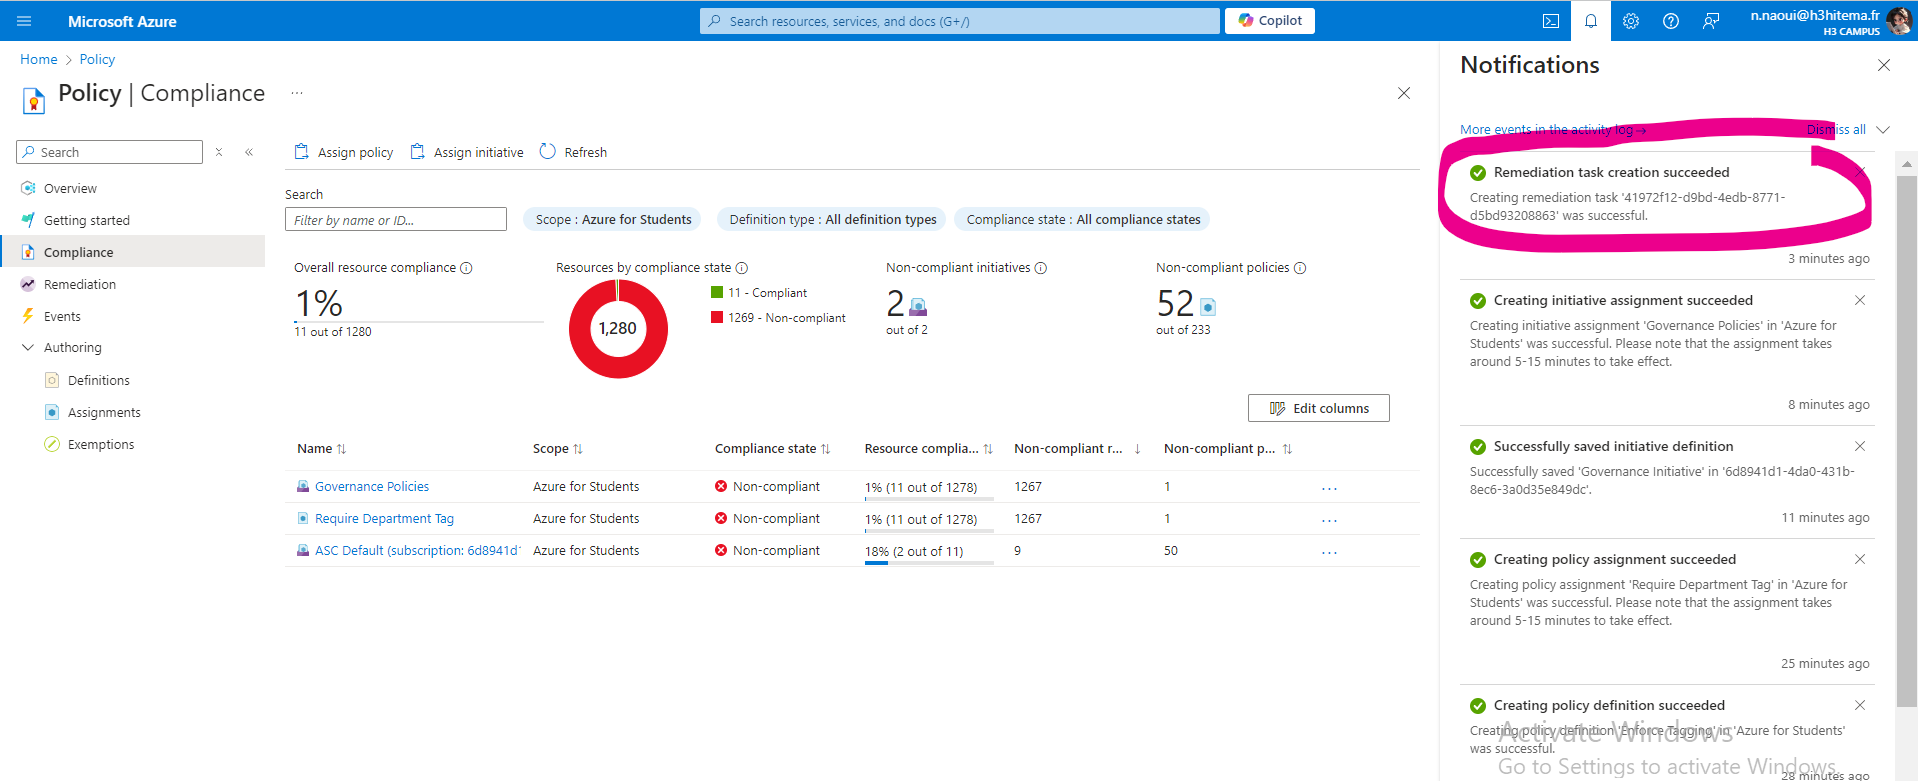 Microsoft Azure
Search resources, services, and docs (G+/)
Copilot
n.naoui@h3hitema.fr
H3 CAMPUS
Home > Policy
Policy | Compliance ...
Search
Overview
Getting started
Compliance
Remediation
Events
Authoring
Definitions
Assignments
Exemptions
Assign policy Assign initiative Refresh
Search
Filter by name or ID...
Scope : Azure for Students
Definition type : All definition types
Compliance state : All compliance states
Overall resource compliance
1%
11 out of 1280
Resources by compliance state
1,280
11 - Compliant
1269 - Non-compliant
Non-compliant initiatives
2
out of 2
Non-compliant policies
52
out of 233
Edit columns
Name Scope Compliance state Resource complia... Non-compliant r... Non-compliant p...
Governance Policies Azure for Students Non-compliant 1% (11 out of 1278) 1267 1 ...
Require Department Tag Azure for Students Non-compliant 1% (11 out of 1278) 1267 1 ...
ASC Default (subscription: 6d8941d1 Azure for Students Non-compliant 18% (2 out of 11) 9 50 ...
Notifications
More events in the activity log →
Dismiss all
Remediation task creation succeeded
Creating remediation task '41972f12-d9bd-4edb-8771-
d5bd93208863' was successful.
3 minutes ago
Creating initiative assignment succeeded
Creating initiative assignment 'Governance Policies' in 'Azure for
Students' was successful. Please note that the assignment takes
around 5-15 minutes to take effect.
8 minutes ago
Successfully saved initiative definition
Successfully saved 'Governance Initiative' in '6d8941d1-4da0-431b-
8ec6-3a0d35e849dc'.
11 minutes ago
Creating policy assignment succeeded
Creating policy assignment 'Require Department Tag' in 'Azure for
Students' was successful. Please note that the assignment takes
around 5-15 minutes to take effect.
25 minutes ago
Creating policy definition succeeded
Creating policy definition 'Enforce Tagging' in 'Azure for Students'
was successful.
28 minutes ago
Activate Windows
Go to Settings to activate Windows.